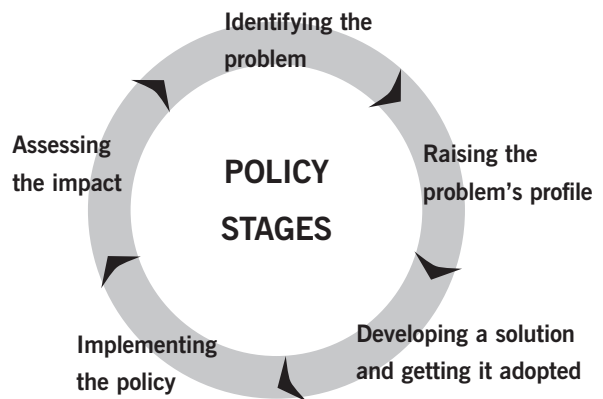 Identifying the
problem
Raising the
problem’s profile
Developing a solution
and getting it adopted
Implementing
the policy
Assessing
the impact
POLICY
STAGES